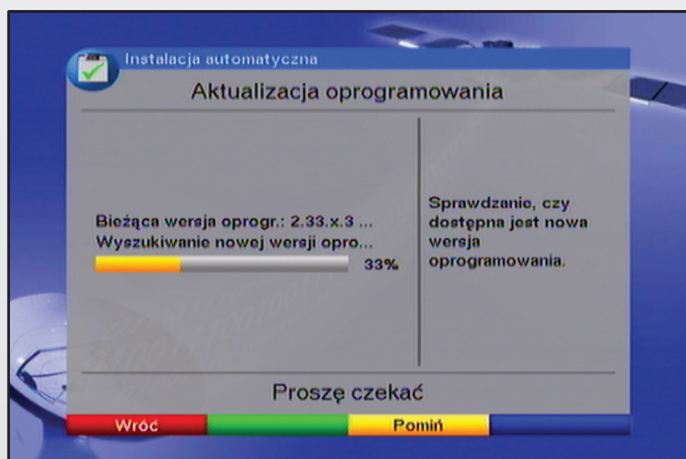 Instalacja automatyczna
Aktualizacja oprogramowania
Bieżąca wersja oprogr.: 2.33.x.3 ...
Wyszukiwanie nowej wersji opro...
33%
Sprawdzanie, czy
dostępna jest nowa
wersja
oprogramowania.
Proszę czekać
Wróć
Pomiń